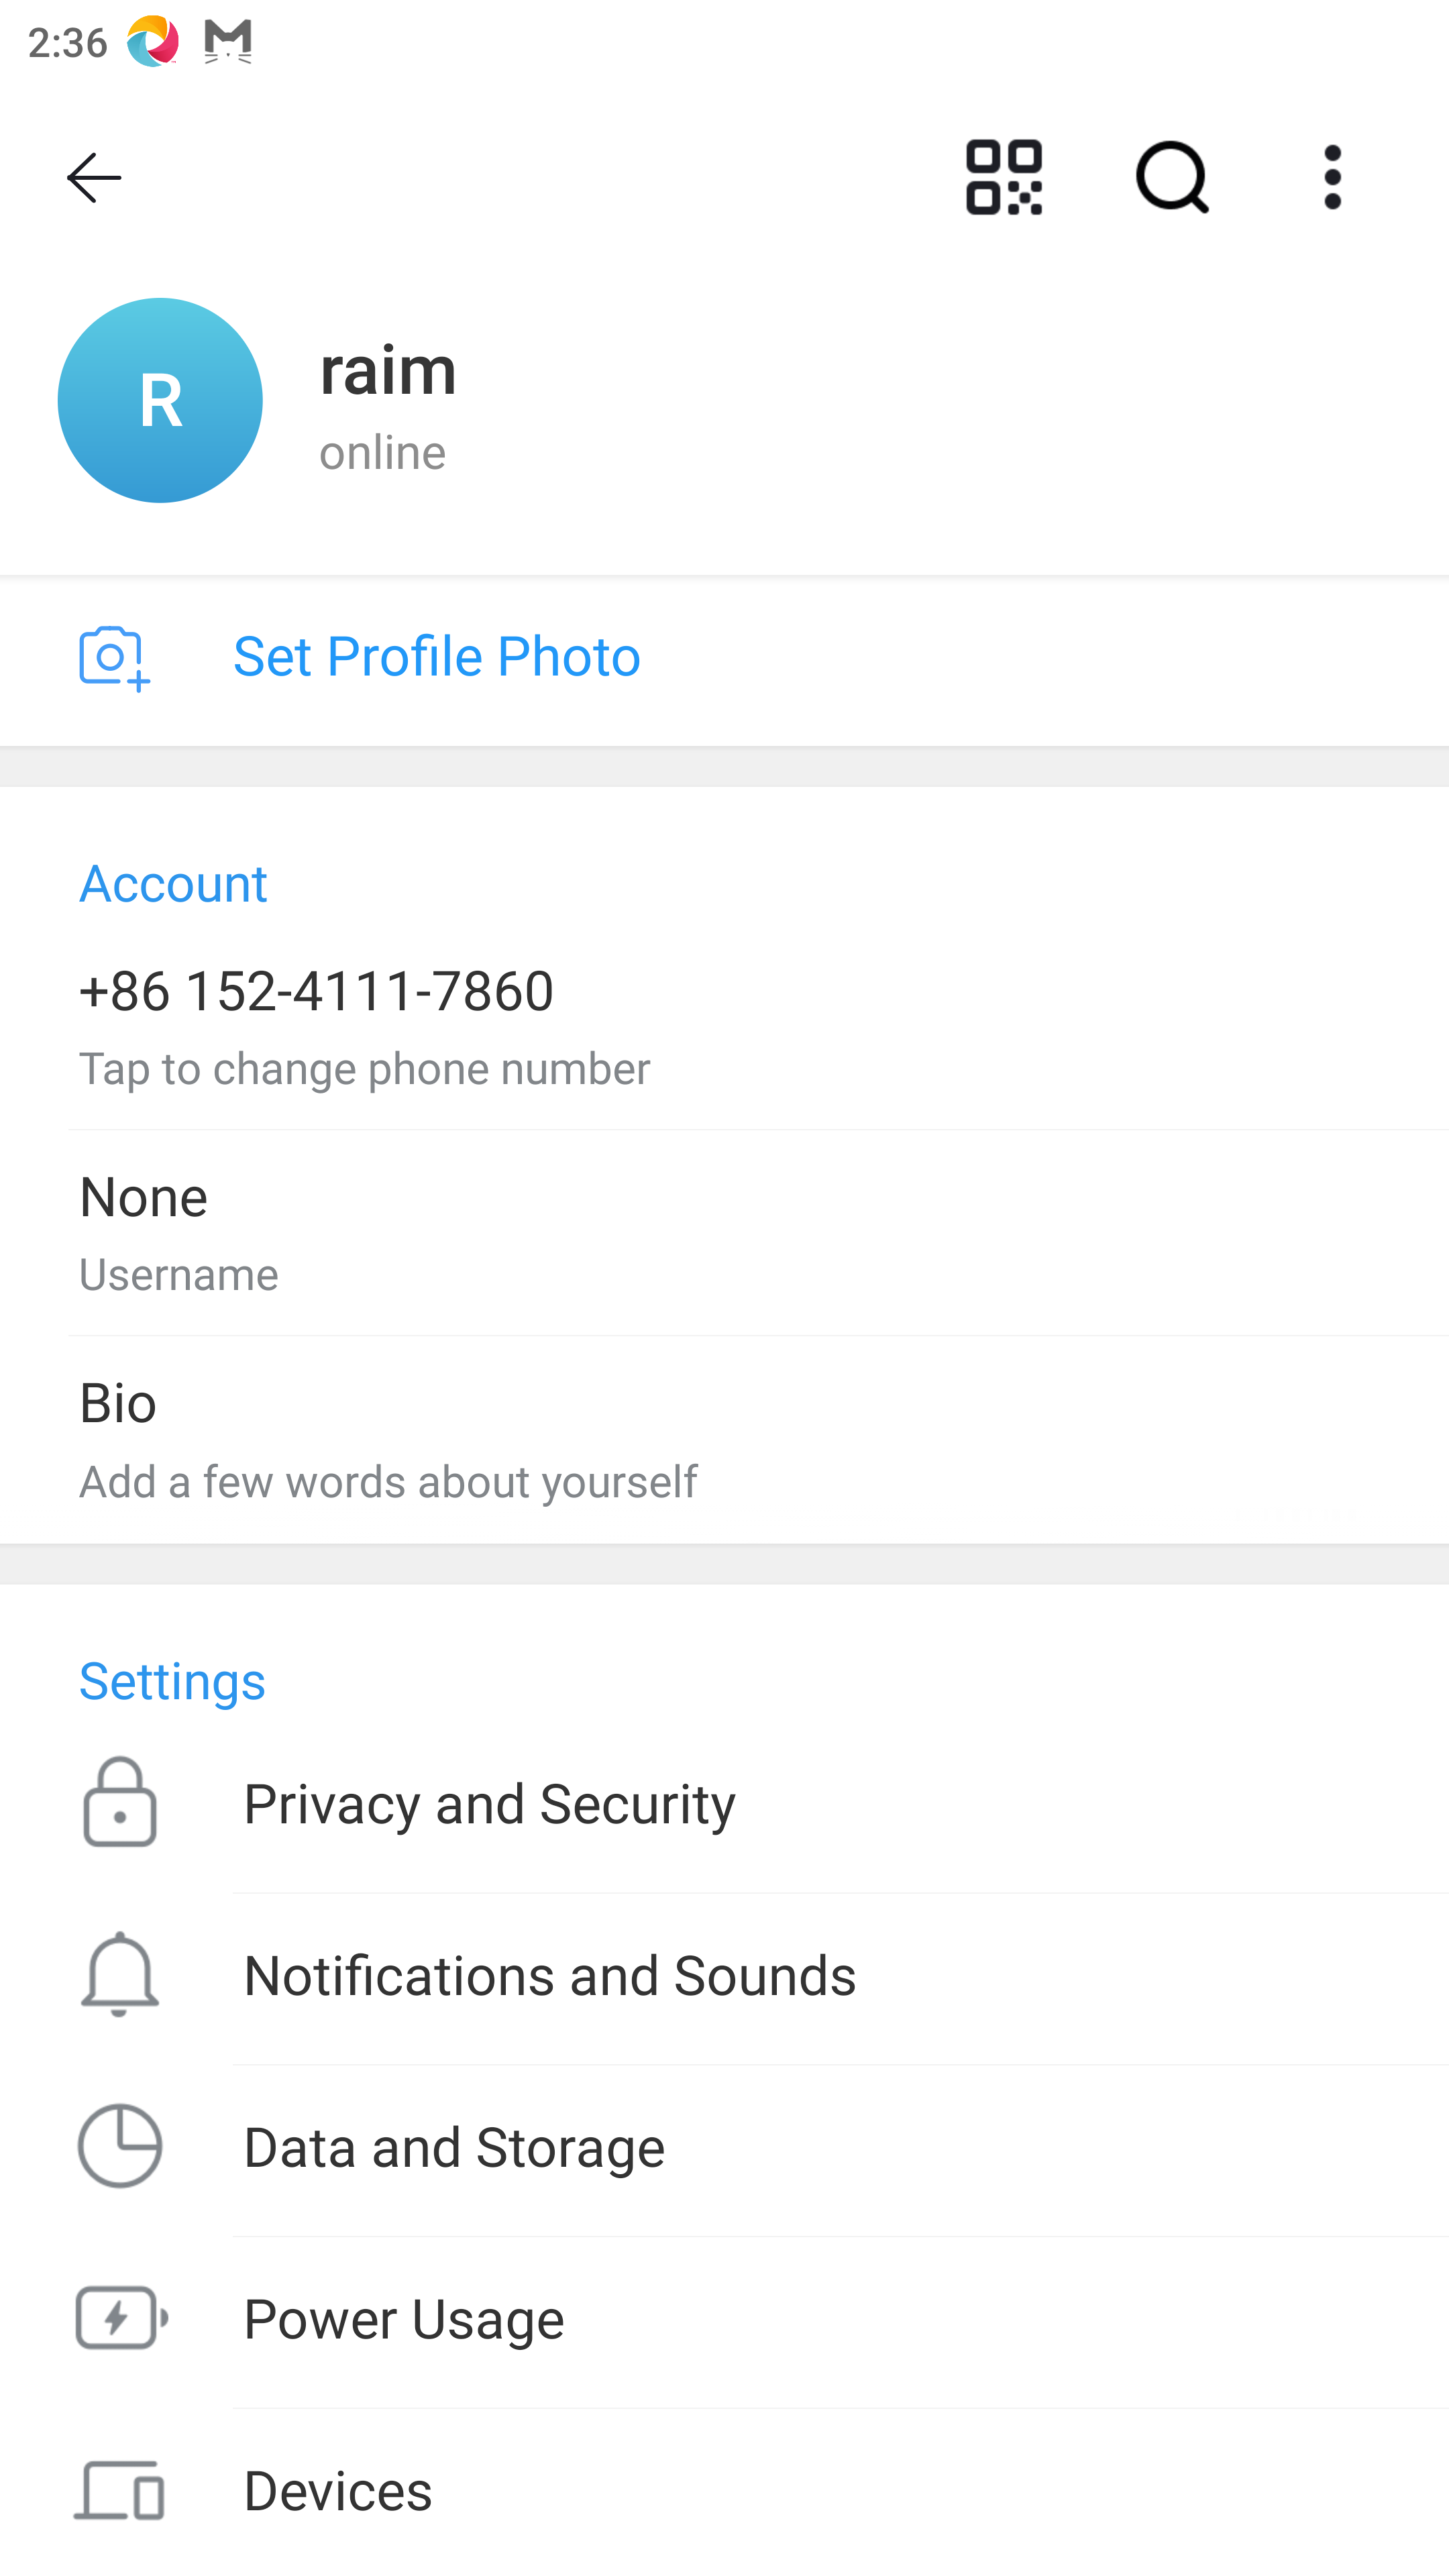 2:36
R
raim
online
Set Profile Photo
Account
+86 152-4111-7860
Tap to change phone number
None
Username
Bio
Add a few words about yourself
Settings
Privacy and Security
Notifications and Sounds
Data and Storage
Power Usage
Devices